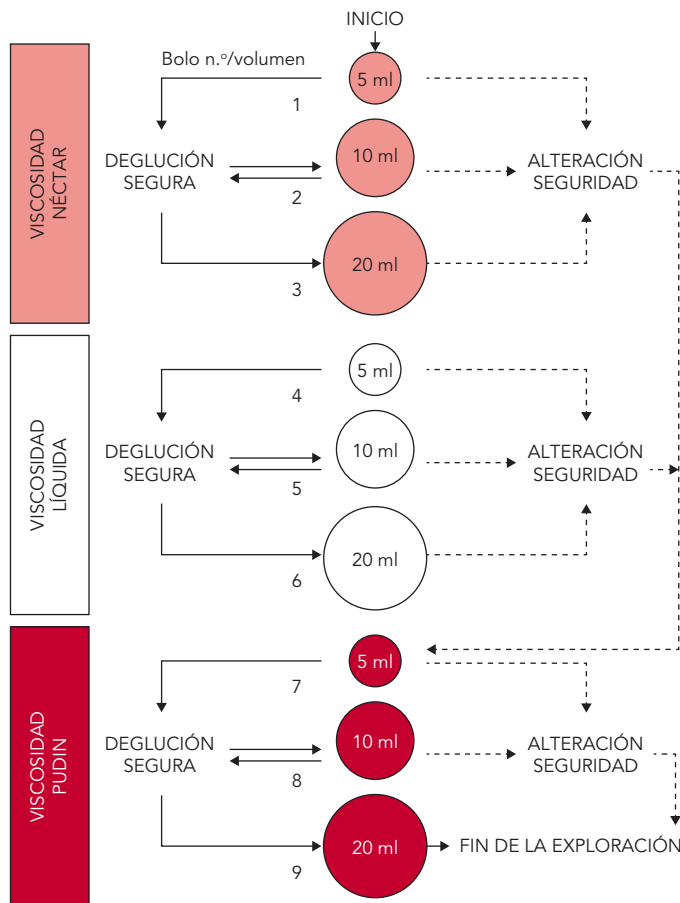 INICIO
Bolo n.º/volumen
5 ml
1
VISCOSIDAD
NÉCTAR
DEGLUCIÓN
SEGURA
10 ml
2
ALTERACIÓN
SEGURIDAD
20 ml
3
5 ml
4
VISCOSIDAD
LÍQUIDA
DEGLUCIÓN
SEGURA
10 ml
5
ALTERACIÓN
SEGURIDAD
20 ml
6
5 ml
7
VISCOSIDAD
PUDIN
DEGLUCIÓN
SEGURA
10 ml
8
ALTERACIÓN
SEGURIDAD
20 ml
9
FIN DE LA EXPLORACIÓN